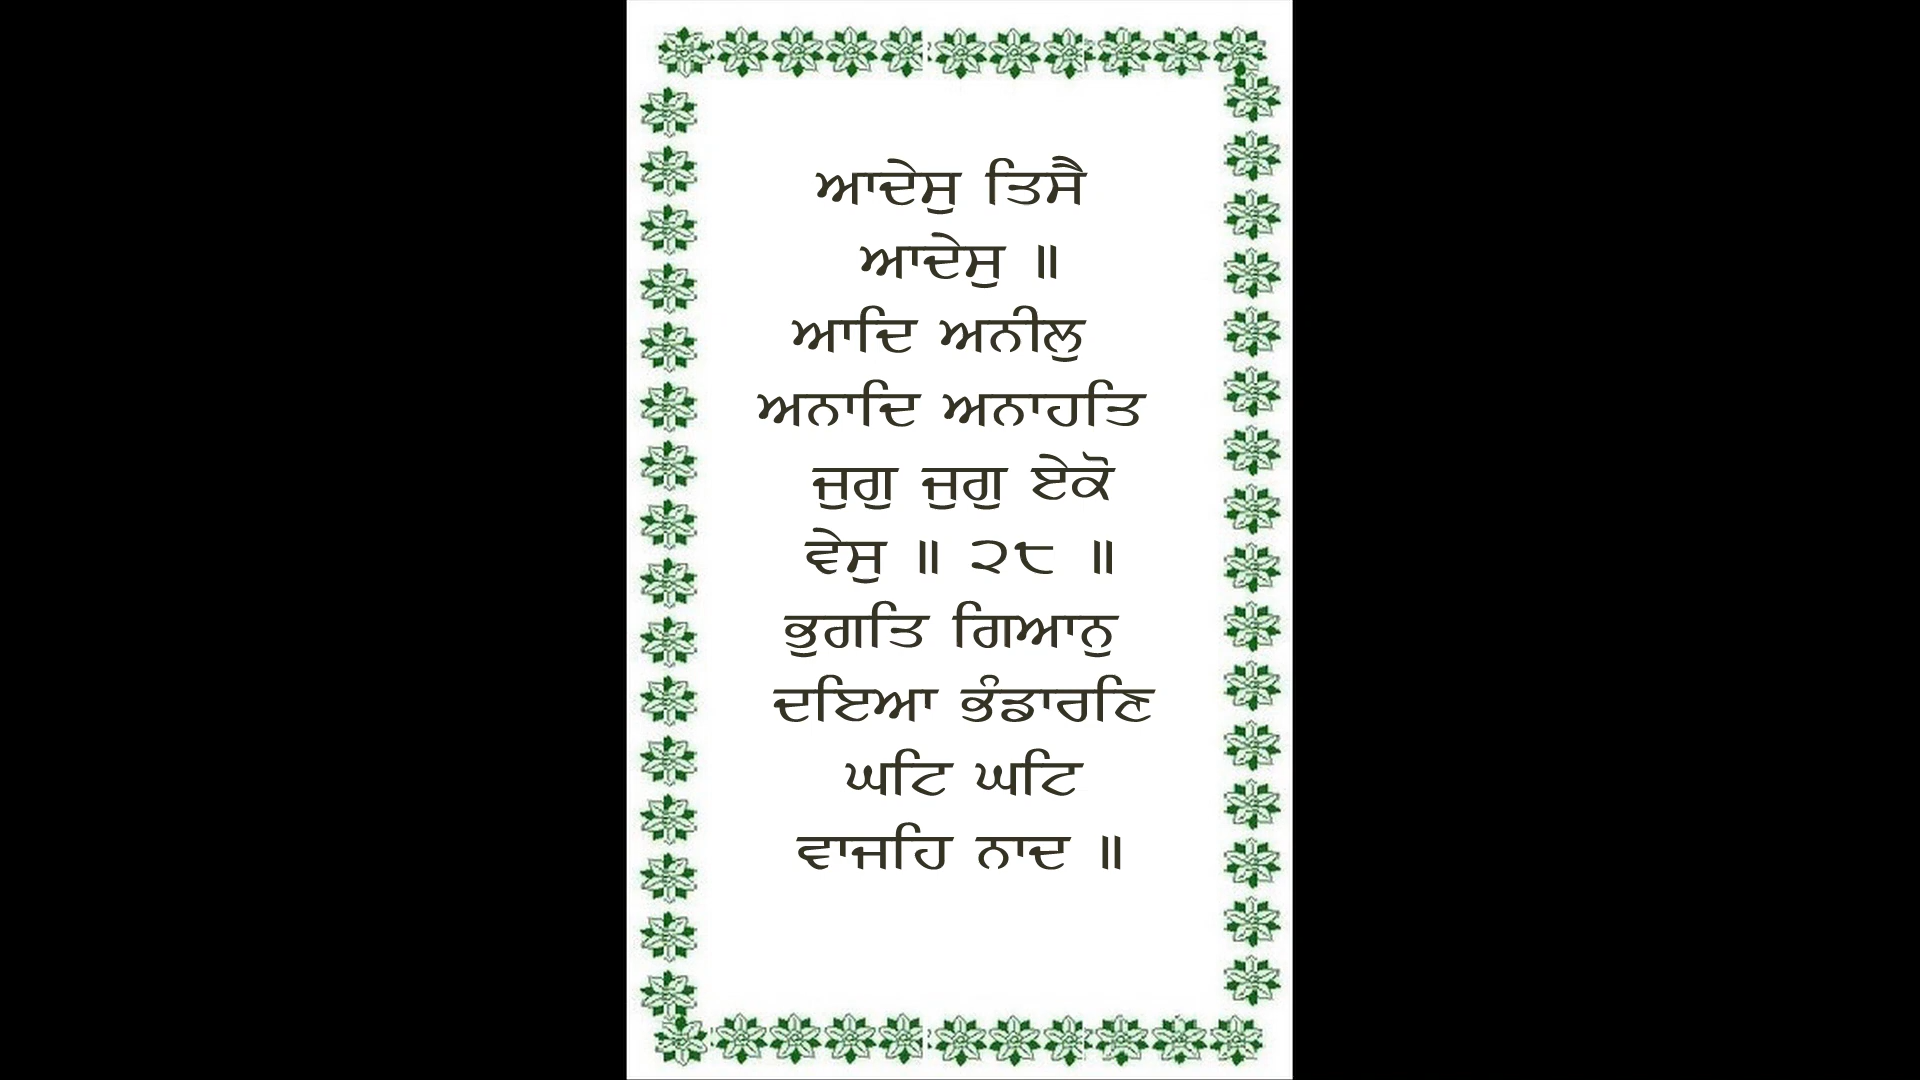 ਆਦੇਸੁ ਤਿਸੈ
ਆਦੇਸੁ ॥
ਆਦਿ ਅਨੀਲੁ
ਅਨਾਦਿ ਅਨਾਹਤਿ
ਜੁਗੁ ਜੁਗੁ ਏਕੋ
ਵੇਸੁ ॥ ੨੮ ॥
ਭੁਗਤਿ ਗਿਆਨੁ
ਦਇਆ ਭੰਡਾਰਣਿ
ਘਟਿ ਘਟਿ
ਵਾਜਹਿ ਨਾਦ ॥